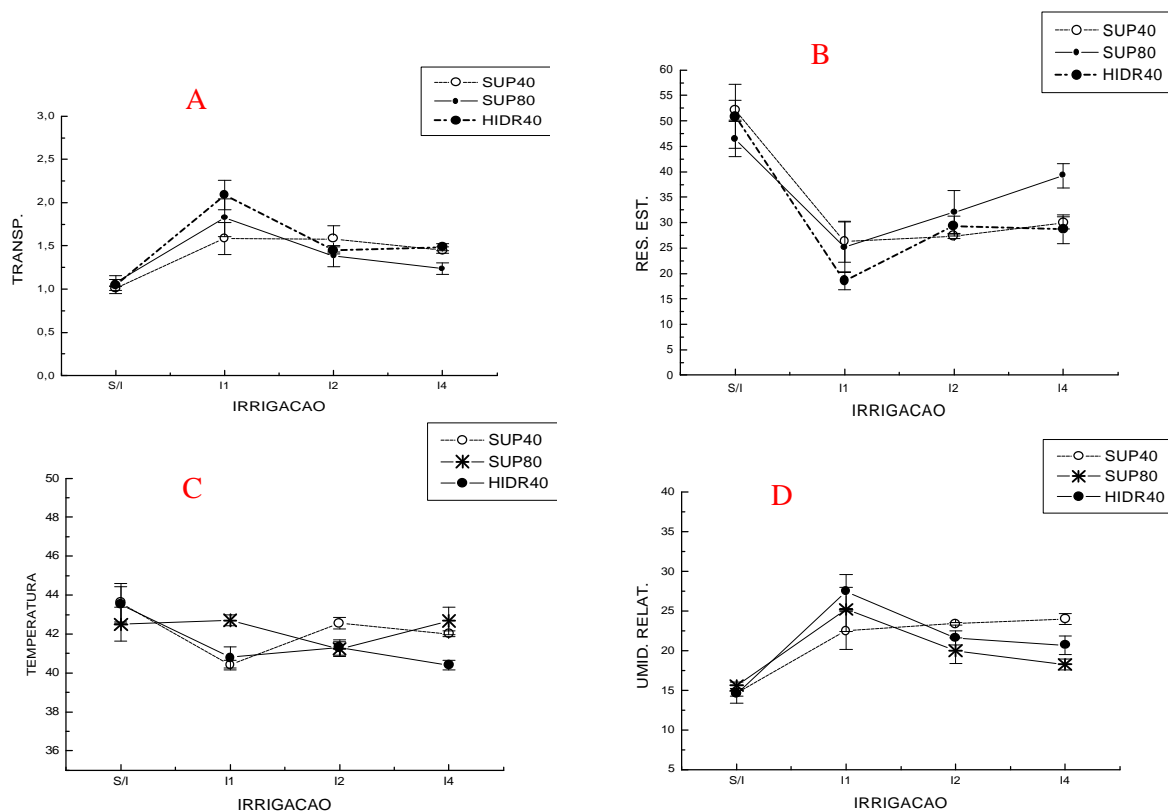 A
SUP40
SUP80
HIDR40
3,0
2,5
2,0
1,5
1,0
0,5
0,0
TRANSP.
S/I I1 I2 I4
IRRIGACAO
B
SUP40
SUP80
HIDR40
60
55
50
45
40
35
30
25
20
15
10
5
0
RES. EST.
S/I I1 I2 I4
IRRIGACAO
C
SUP40
SUP80
HIDR40
50
48
46
44
42
40
38
36
TEMPERATURA
S/I I1 I2 I4
IRRIGACAO
D
SUP40
SUP80
HIDR40
40
35
30
25
20
15
10
5
UMID. RELAT.
S/I I1 I2 I4
IRRIGACAO